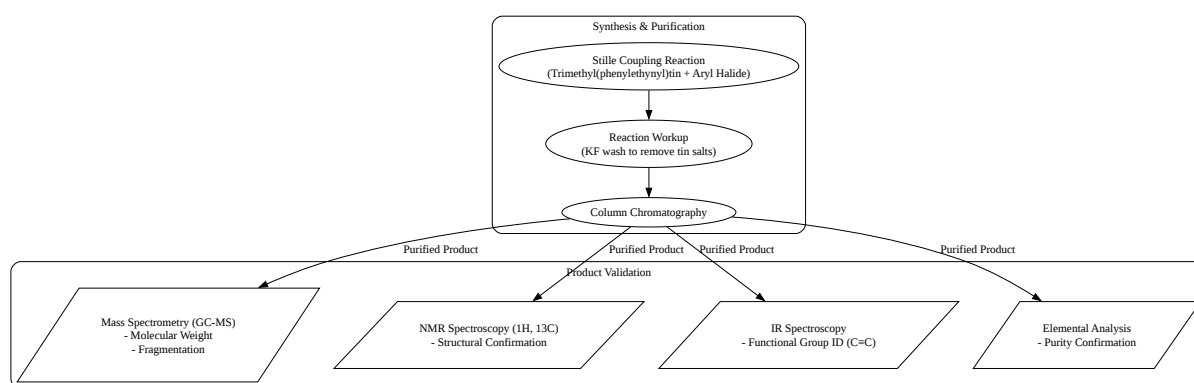 Synthesis & Purification
Stille Coupling Reaction
(Trimethyl(phenylethynyl)tin + Aryl Halide)
Reaction Workup
(KF wash to remove tin salts)
Column Chromatography
Purified Product
Purified Product
Purified Product
Purified Product
Product Validation
Mass Spectrometry (GC-MS)
- Molecular Weight
- Fragmentation
NMR Spectroscopy (1H, 13C)
- Structural Confirmation
IR Spectroscopy
- Functional Group ID (C≡C)
Elemental Analysis
- Purity Confirmation